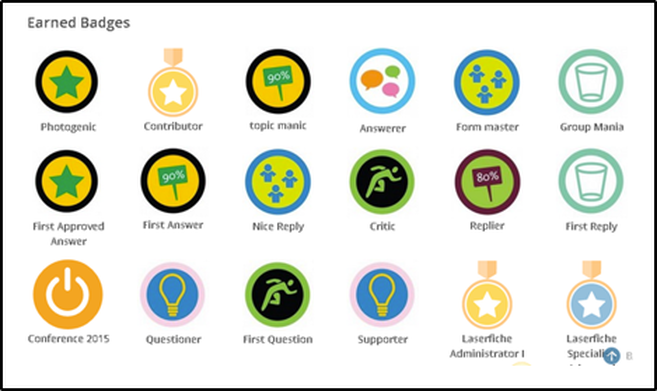 Earned Badges
90%
Photogenic Contributor topic manic Answerer Form master Group Mania
90% 80%
First Approved Answer First Answer Nice Reply Critic Replier First Reply
Conference 2015 Questioner First Question Supporter Laserfiche Administrator I Laserfiche